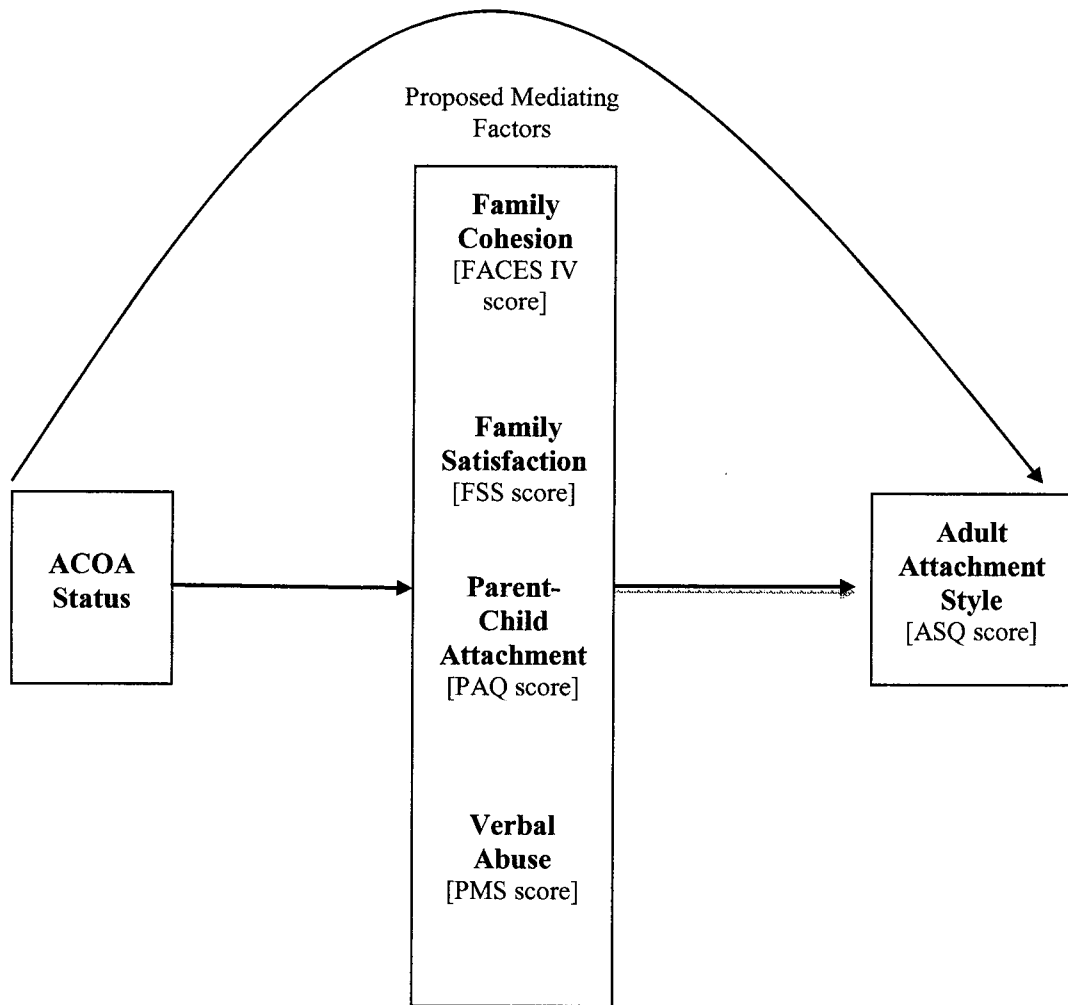 Proposed Mediating
Factors
Family
Cohesion
[FACES IV
score]
Family
Satisfaction
[FSS score]
ACOA
Status
Parent-
Child
Attachment
[PAQ score]
Adult
Attachment
Style
[ASQ score]
Verbal
Abuse
[PMS score]